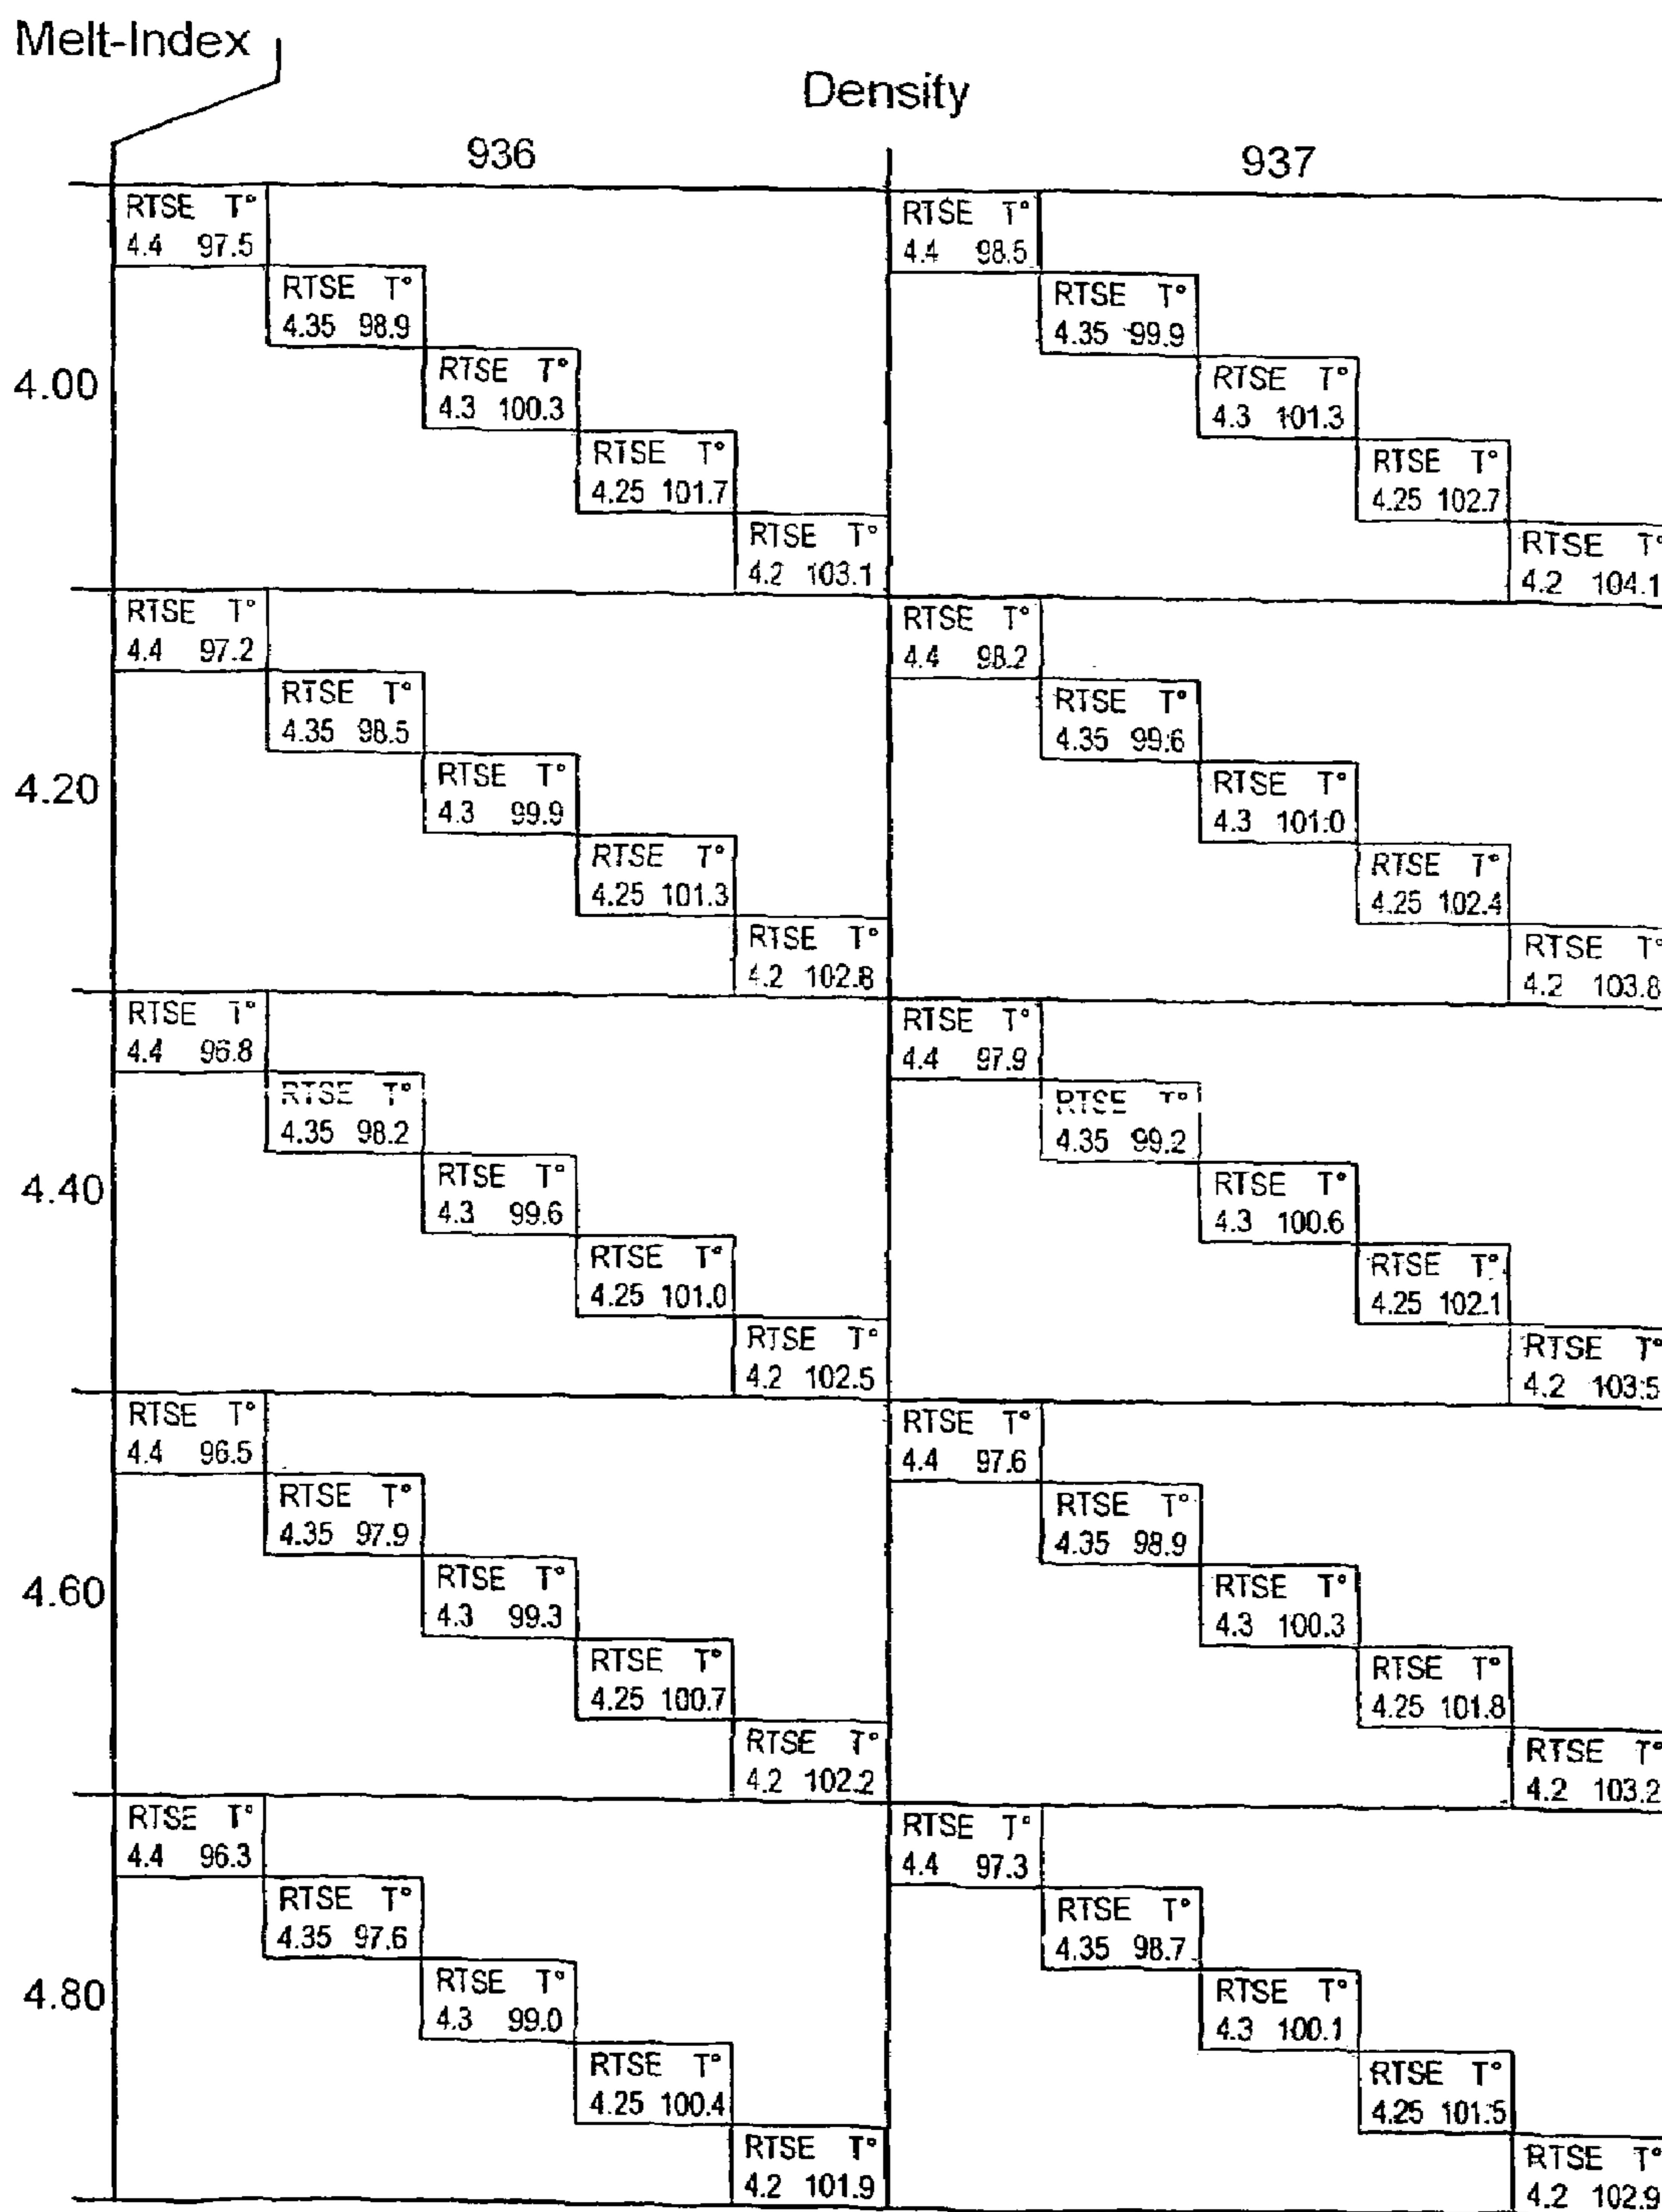 Melt-Index
Density
936 937
RTSE T° RTSE T°
4.4 97.5 4.4 98.5
RTSE T° RTSE T°
4.35 98.9 4.35 99.9
4.00
RTSE T° RTSE T°
4.3 100.3 4.3 101.3
RTSE T° RTSE T°
4.25 101.7 4.25 102.7
RTSE T° RTSE T°
4.2 103.1 4.2 104.1
RTSE T° RTSE T°
4.4 97.2 4.4 98.2
RTSE T° RTSE T°
4.35 98.5 4.35 99.6
4.20
RTSE T° RTSE T°
4.3 99.9 4.3 101.0
RTSE T° RTSE T°
4.25 101.3 4.25 102.4
RTSE T° RTSE T°
4.2 102.8 4.2 103.8
RTSE T° RTSE T°
4.4 96.8 4.4 97.9
RTSE T° RTSE T°
4.35 98.2 4.35 99.2
4.40
RTSE T° RTSE T°
4.3 99.6 4.3 100.6
RTSE T° RTSE T°
4.25 101.0 4.25 102.1
RTSE T° RTSE T°
4.2 102.5 4.2 103.5
RTSE T° RTSE T°
4.4 96.5 4.4 97.6
RTSE T° RTSE T°
4.35 97.9 4.35 98.9
4.60
RTSE T° RTSE T°
4.3 99.3 4.3 100.3
RTSE T° RTSE T°
4.25 100.7 4.25 101.8
RTSE T° RTSE T°
4.2 102.2 4.2 103.2
RTSE T° RTSE T°
4.4 96.3 4.4 97.3
RTSE T° RTSE T°
4.35 97.6 4.35 98.7
4.80
RTSE T° RTSE T°
4.3 99.0 4.3 100.1
RTSE T° RTSE T°
4.25 100.4 4.25 101.5
RTSE T° RTSE T°
4.2 101.9 4.2 102.9